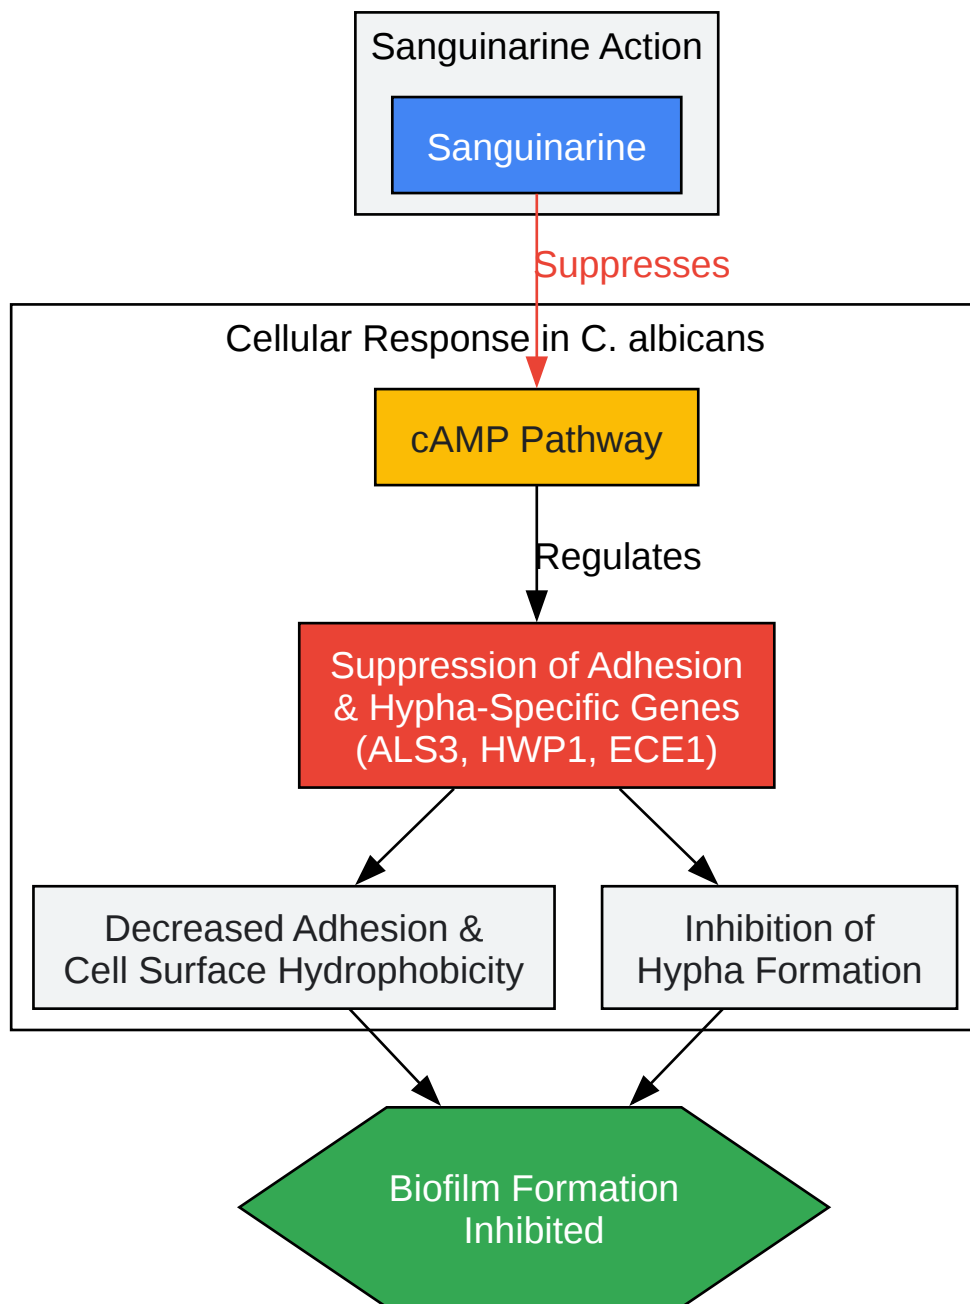 Sanguinarine Action
Sanguinarine
Suppresses
Cellular Response in C. albicans
cAMP Pathway
Regulates
Suppression of Adhesion
& Hypha-Specific Genes
(ALS3, HWP1, ECE1)
Decreased Adhesion &
Cell Surface Hydrophobicity
Inhibition of
Hypha Formation
Biofilm Formation
Inhibited